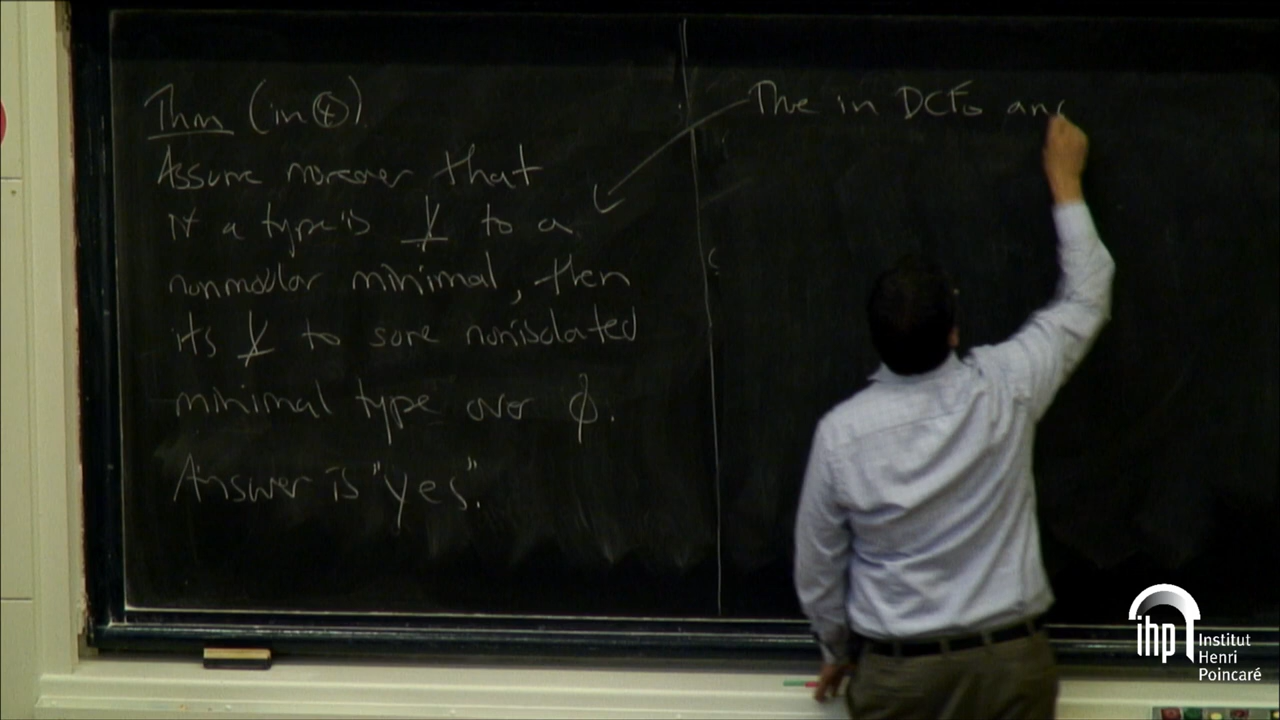 Thm (in ④).
Assume moreover that
if a type is ⊥̸ to a
nonmodular minimal, then
its ⊥̸ to some nonisolated
minimal type over ∅.
Answer is "yes".
True in DCF₀ and
ihp
Institut
Henri
Poincaré